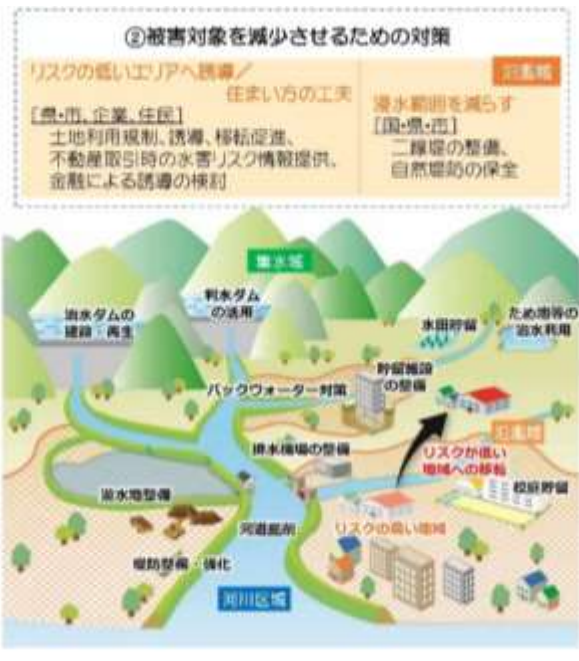 ②被害対象を減少させるための対策
リスクの低いエリアへ誘導／
住まい方の工夫
[県・市、企業、住民]
土地利用規制、誘導、移転促進、
不動産取引時の水害リスク情報提供、
金融による誘導の検討
氾濫域
浸水範囲を減らす
[国・県・市]
二線堤の整備、
自然堤防の保全
集水域
治水ダムの
建設・再生
利水ダム
の活用
水田貯留
ため池等の
治水利用
貯留施設
の整備
バックウォーター対策
氾濫域
排水機場の整備
リスクが低い
地域への移転
遊水地整備
校庭貯留
河道掘削
リスクの高い地域
堤防整備・強化
河川区域